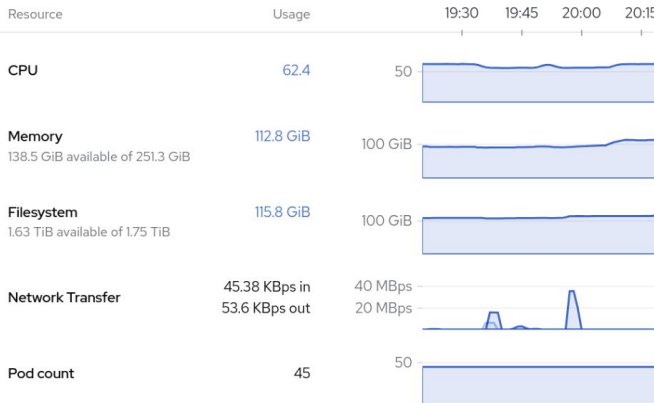 Resource Usage 19:30 19:45 20:00 20:15
CPU 62.4 50
Memory 112.8 GiB 100 GiB
138.5 GiB available of 251.3 GiB
Filesystem 115.8 GiB 100 GiB
1.63 TiB available of 1.75 TiB
Network Transfer 45.38 KBps in 40 MBps
53.6 KBps out 20 MBps
Pod count 45 50